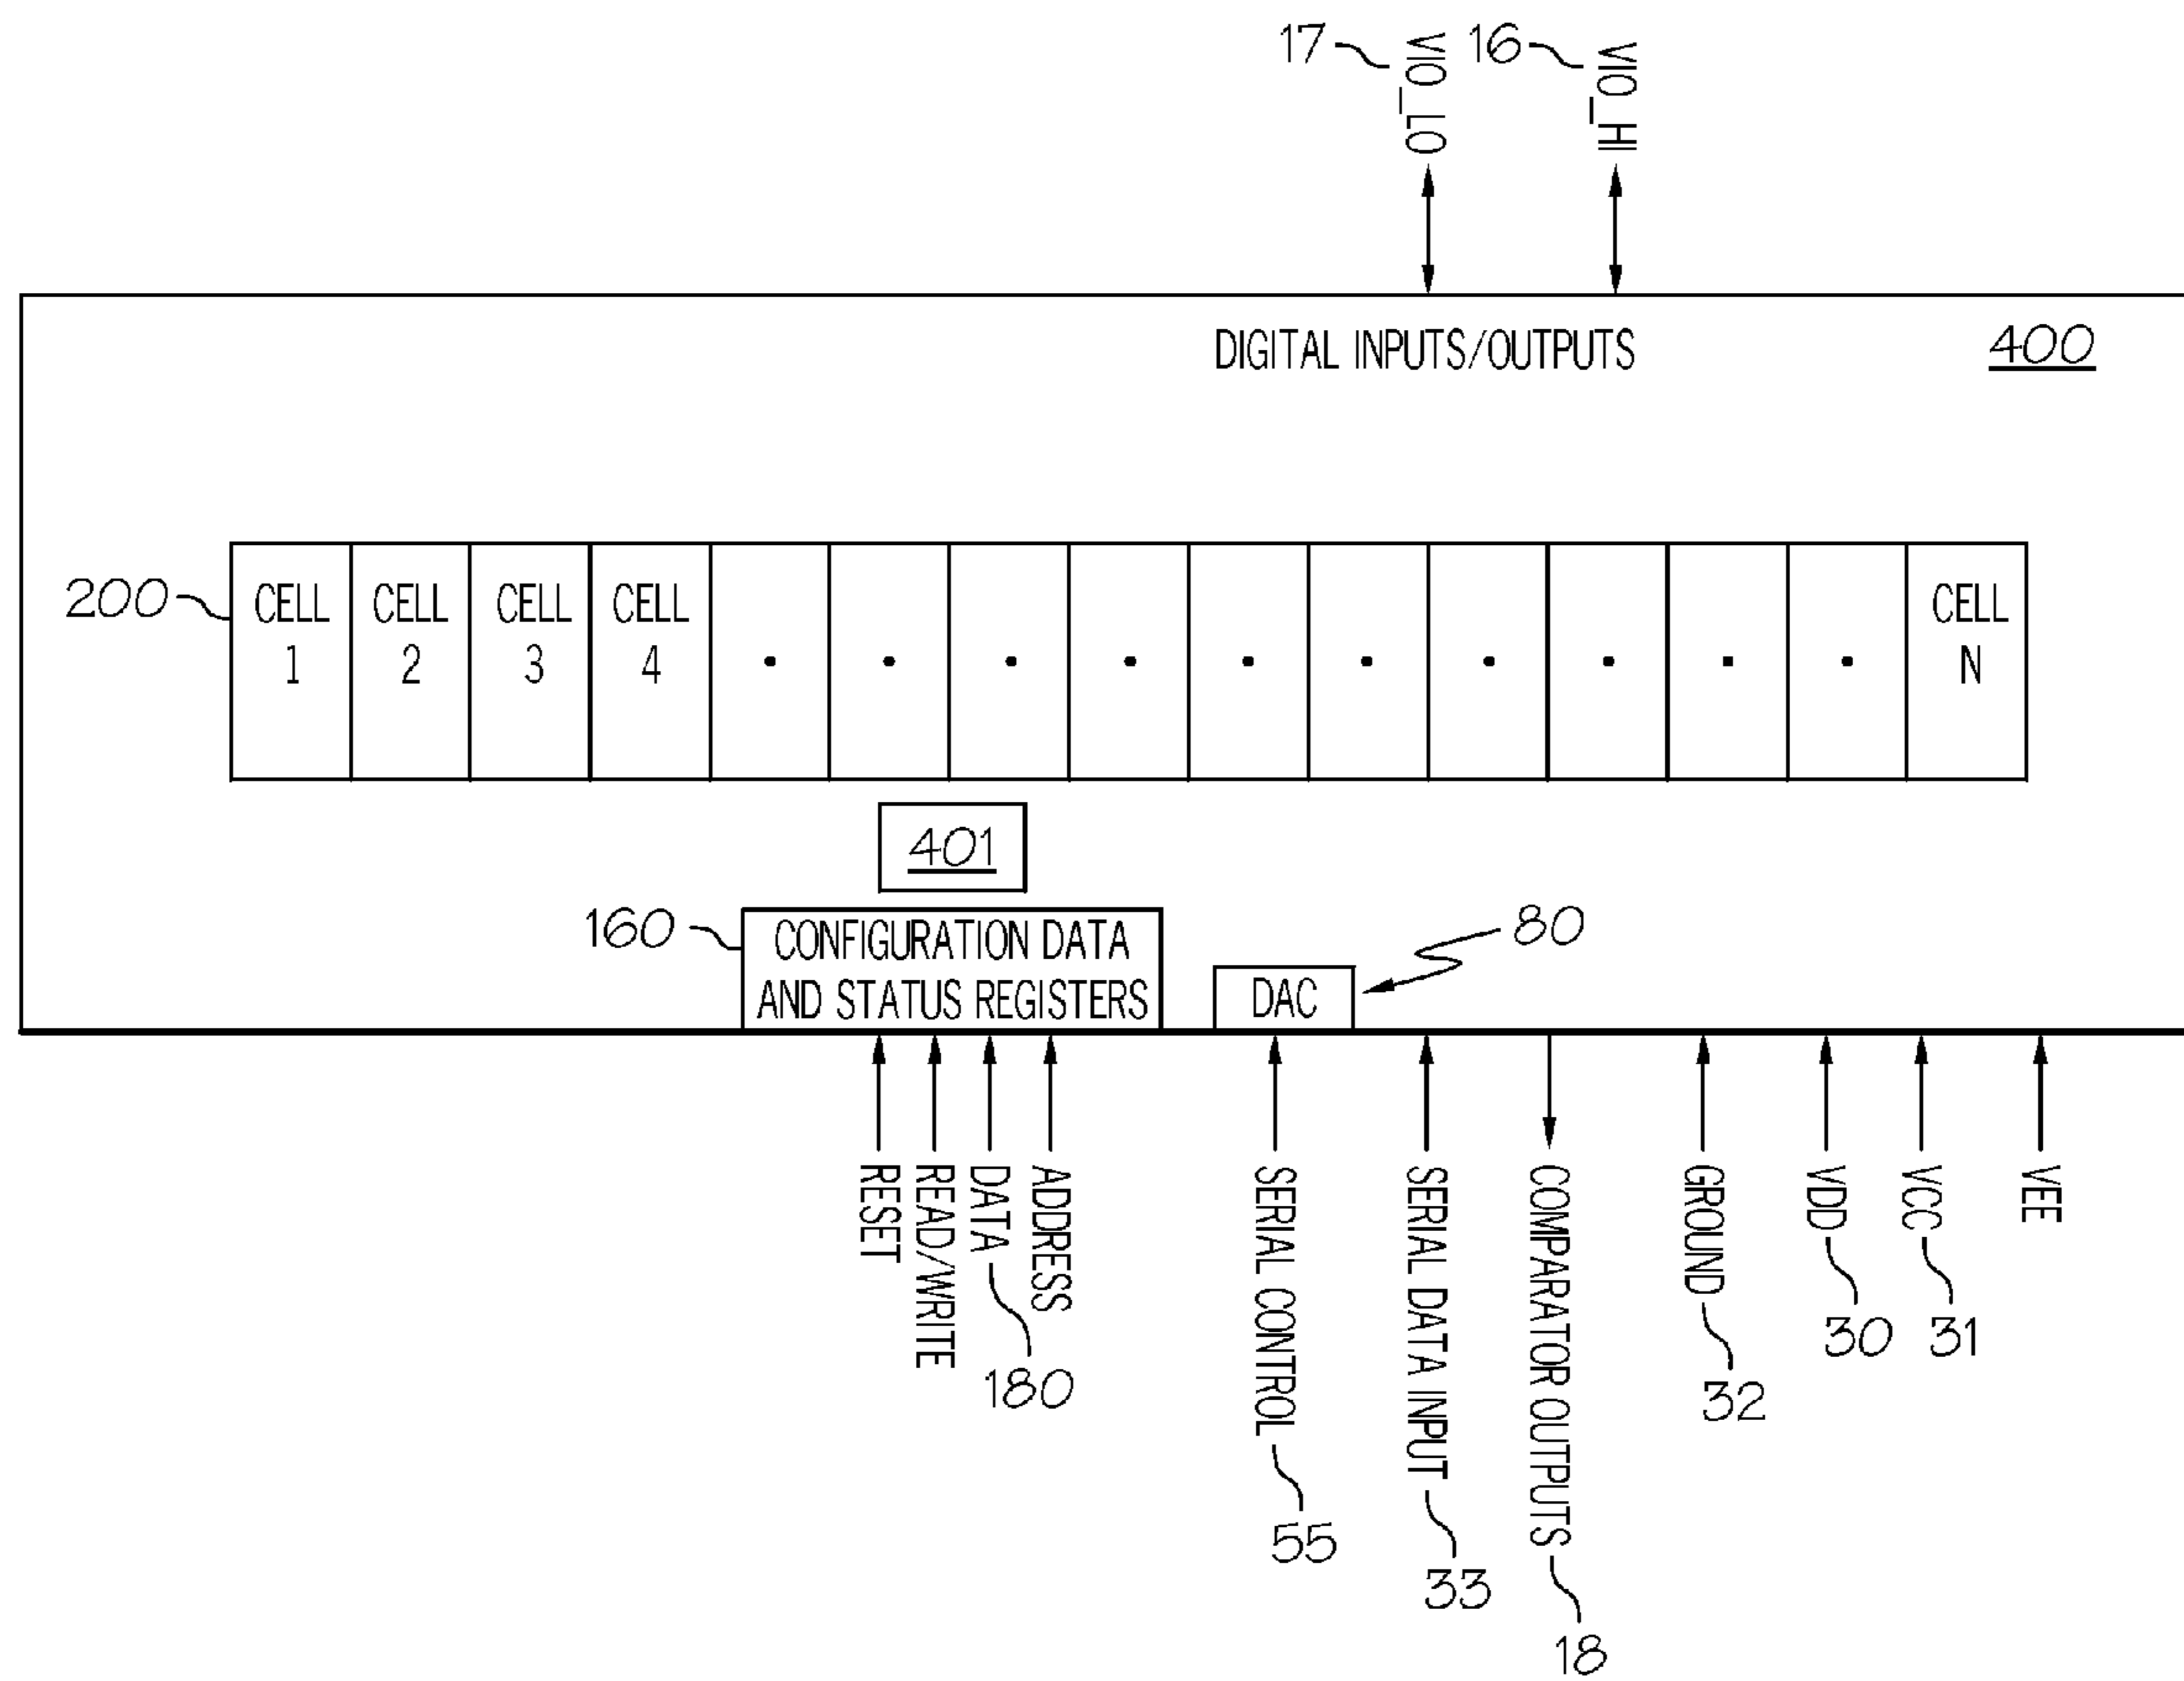 17 VIO_LO
16 VIO_HI
DIGITAL INPUTS/OUTPUTS
400
200
CELL 1
CELL 2
CELL 3
CELL 4
. . . . . . . . . .
CELL N
401
160
CONFIGURATION DATA
AND STATUS REGISTERS
DAC
80
RESET
READ/WRITE
DATA
180
ADDRESS
SERIAL CONTROL
55
SERIAL DATA INPUT
33
COMPARATOR OUTPUTS
18
GROUND
32
VDD
30
VCC
31
VEE